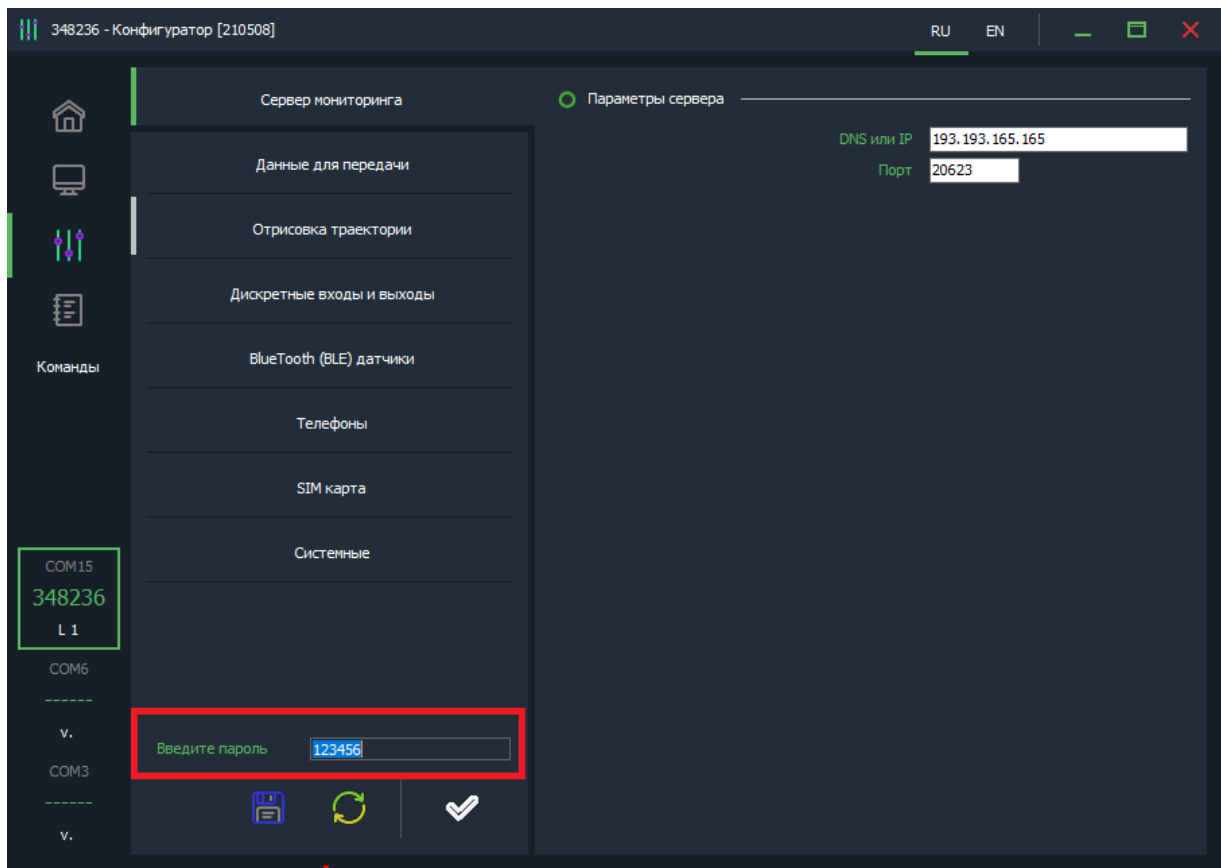 348236 - Конфигуратор [210508]
RU EN
Команды
COM15
348236
L 1
COM6
------
v.
COM3
------
v.
Сервер мониторинга
Данные для передачи
Отрисовка траектории
Дискретные входы и выходы
BlueTooth (BLE) датчики
Телефоны
SIM карта
Системные
Введите пароль 123456
Параметры сервера
DNS или IP 193.193.165.165
Порт 20623